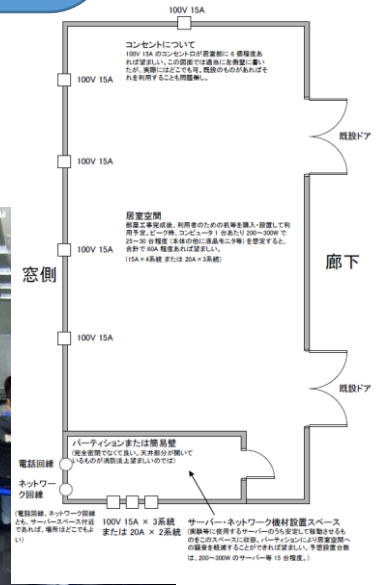 100V 15A
コンセントについて
100V 15A のコンセント口が居室部に 6 個程度あ
れば望ましい。この図面では適当に左側壁に書い
たが、実際にはどこでも可。既設のものがあればそ
れを利用することも問題無し。
100V 15A
既設ドア
100V 15A
居室空間
部屋工事完成後、利用者のための机等を購入・設置して利
用予定。ピーク時、コンピュータ 1 台あたり 200～300W で
25～30 台程度（本体の他に液晶モニタ等）を想定すると、
合計で 60A 程度あれば望ましい。
(15A×4系統 または 20A×3系統)
100V 15A
窓側
廊下
100V 15A
既設ドア
パーティションまたは簡易壁
(完全密閉でなくて良い。天井部分が開いて
いるものが消防法上望ましいのでは)
電話回線
ネットワー
ク回線
(電話回線、ネットワーク回線
とも、サーバースペース付近
であれば、場所はどこでもよ
い)
100V 15A × 3系統
または 20A × 2系統
サーバー・ネットワーク機材設置スペース
(実験等に使用するサーバーのうち安定して稼動させるも
のをこのスペースに収容。パーティションにより居室空間へ
の騒音を軽減することができれば望ましい。予想設置台数
は、200～300W のサーバー等 15 台程度。)